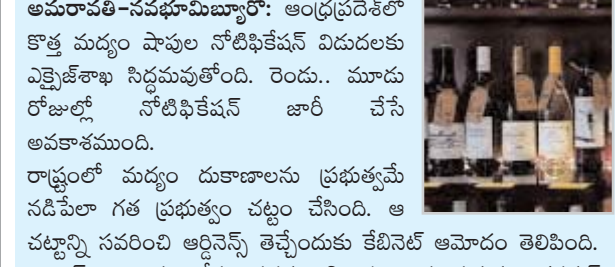 అమరావతి-నవభూమిబ్యూరో: ఆంధ్రప్రదేశ్‌లో
కొత్త మద్యం షాపుల నోటిఫికేషన్ విడుదలకు
ఎక్సైజ్‌శాఖ సిద్ధమవుతోంది. రెండు.. మూడు
రోజుల్లో నోటిఫికేషన్ జారీ చేసే
అవకాశముంది.
రాష్ట్రంలో మద్యం దుకాణాలను ప్రభుత్వమే
నడిపేలా గత ప్రభుత్వం చట్టం చేసింది. ఆ
చట్టాన్ని సవరించి ఆర్డినెన్స్ తెచ్చేందుకు కేబినెట్ ఆమోదం తెలిపింది.